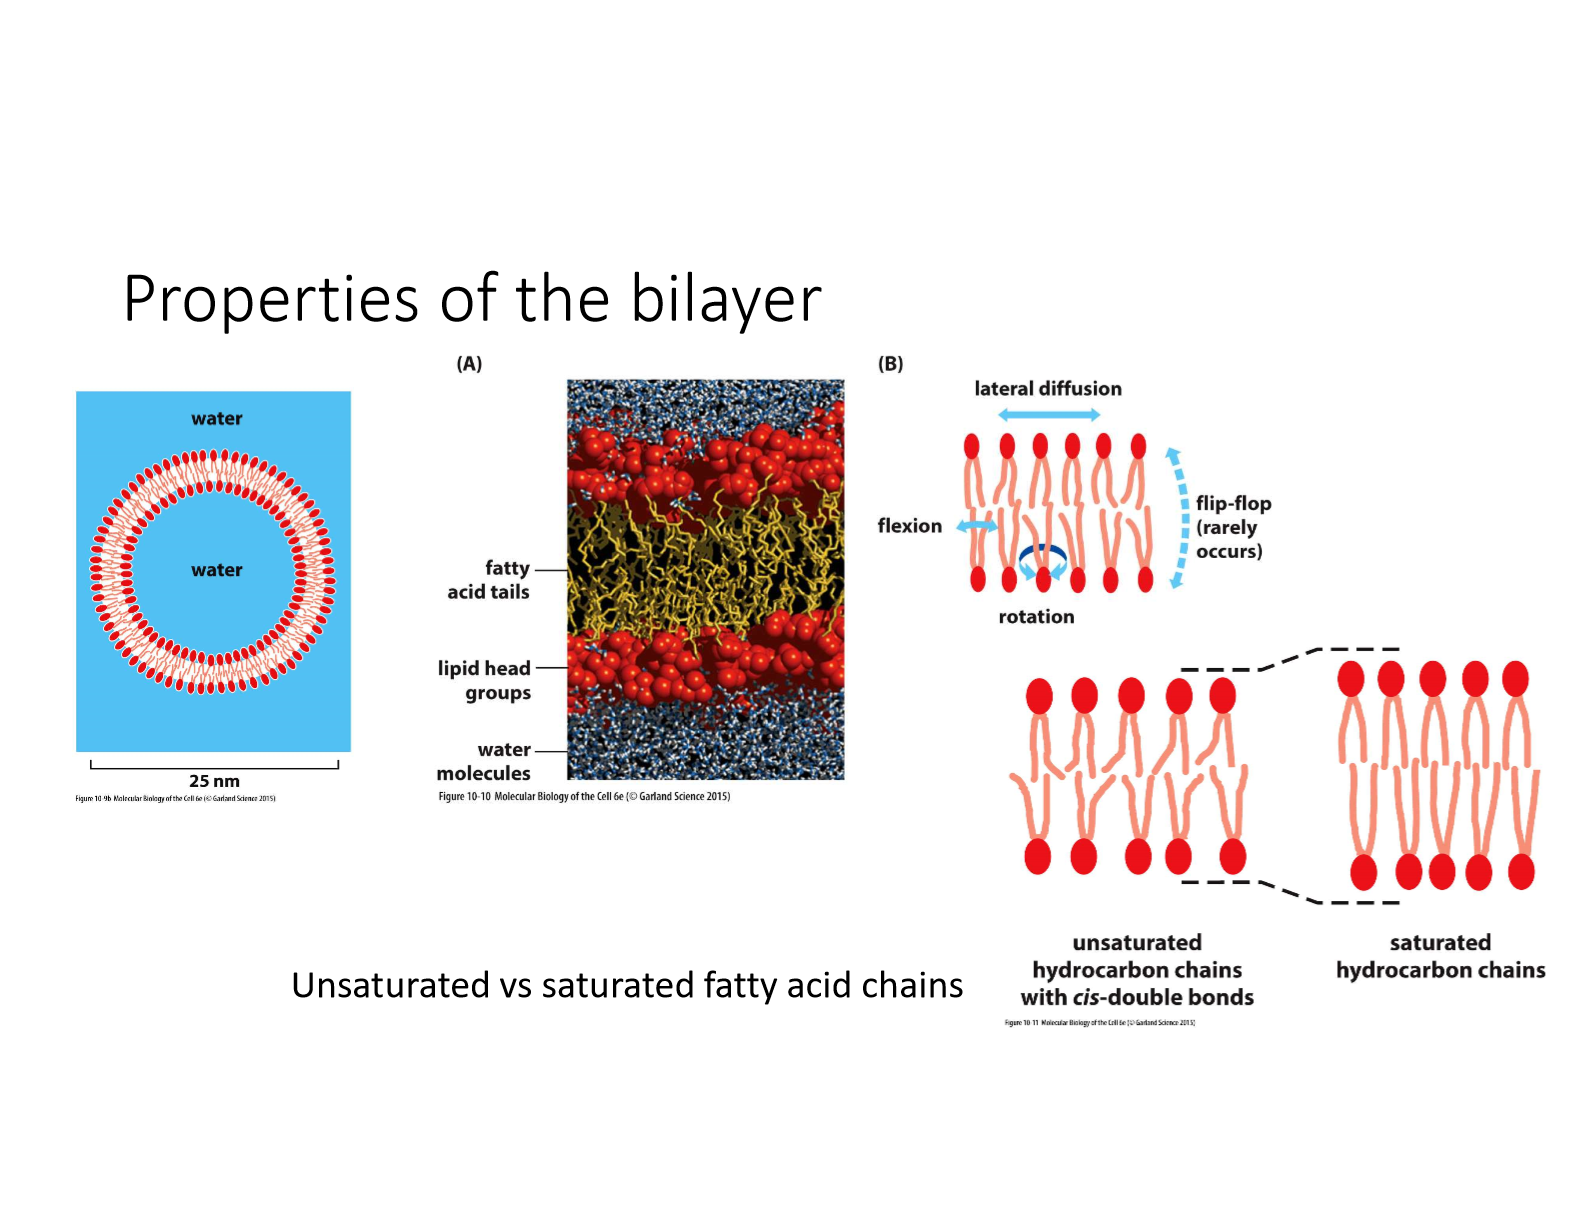 Properties of the bilayer
water
water
25 nm
Figure 10-9b Molecular Biology of the Cell 6e (© Garland Science 2015)
(A)
fatty
acid tails
lipid head
groups
water
molecules
Figure 10-10 Molecular Biology of the Cell 6e (© Garland Science 2015)
(B)
lateral diffusion
flexion
flip-flop
(rarely
occurs)
rotation
Unsaturated vs saturated fatty acid chains
unsaturated
hydrocarbon chains
with cis-double bonds
saturated
hydrocarbon chains
Figure 10-11 Molecular Biology of the Cell 6e (© Garland Science 2015)